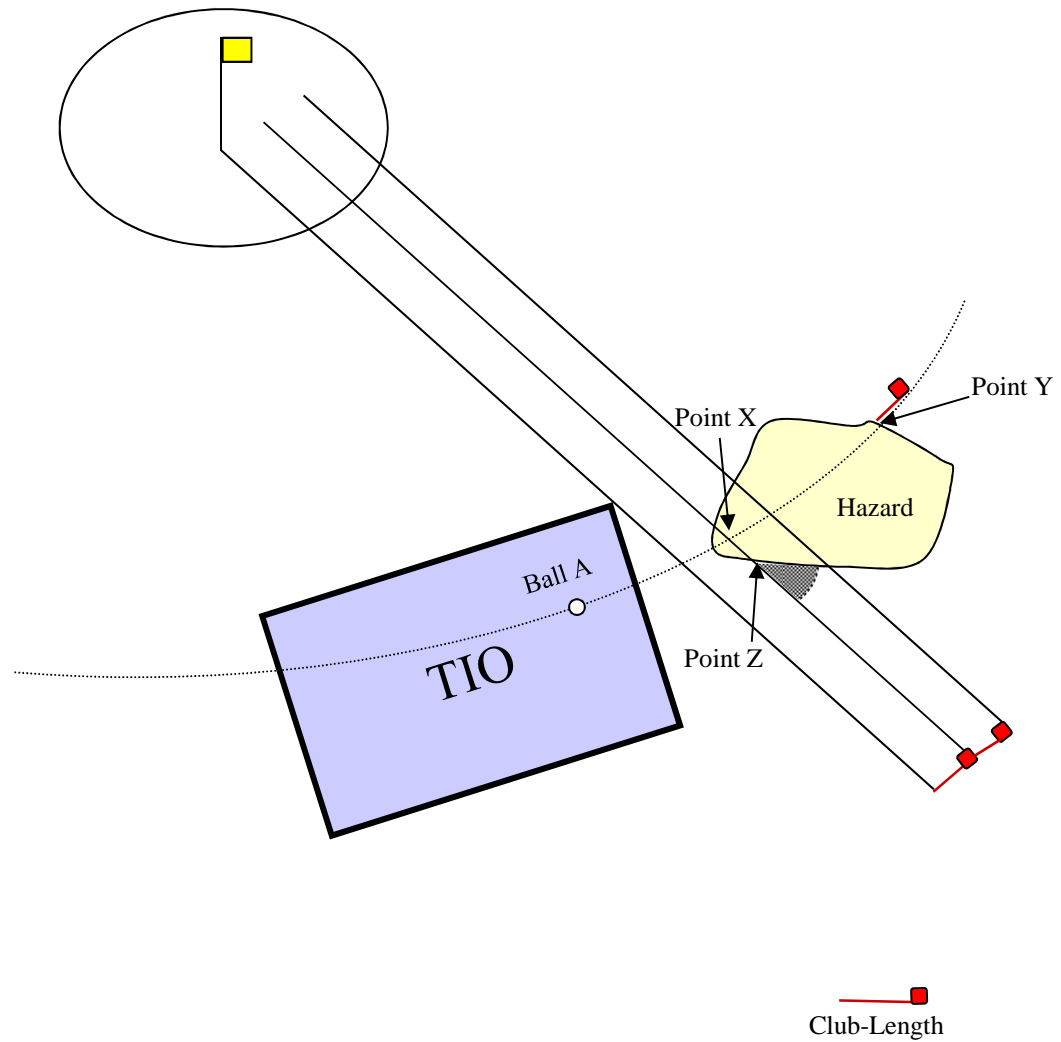 Point Y
Point X
Hazard
Ball A
TIO
Point Z
Club-Length